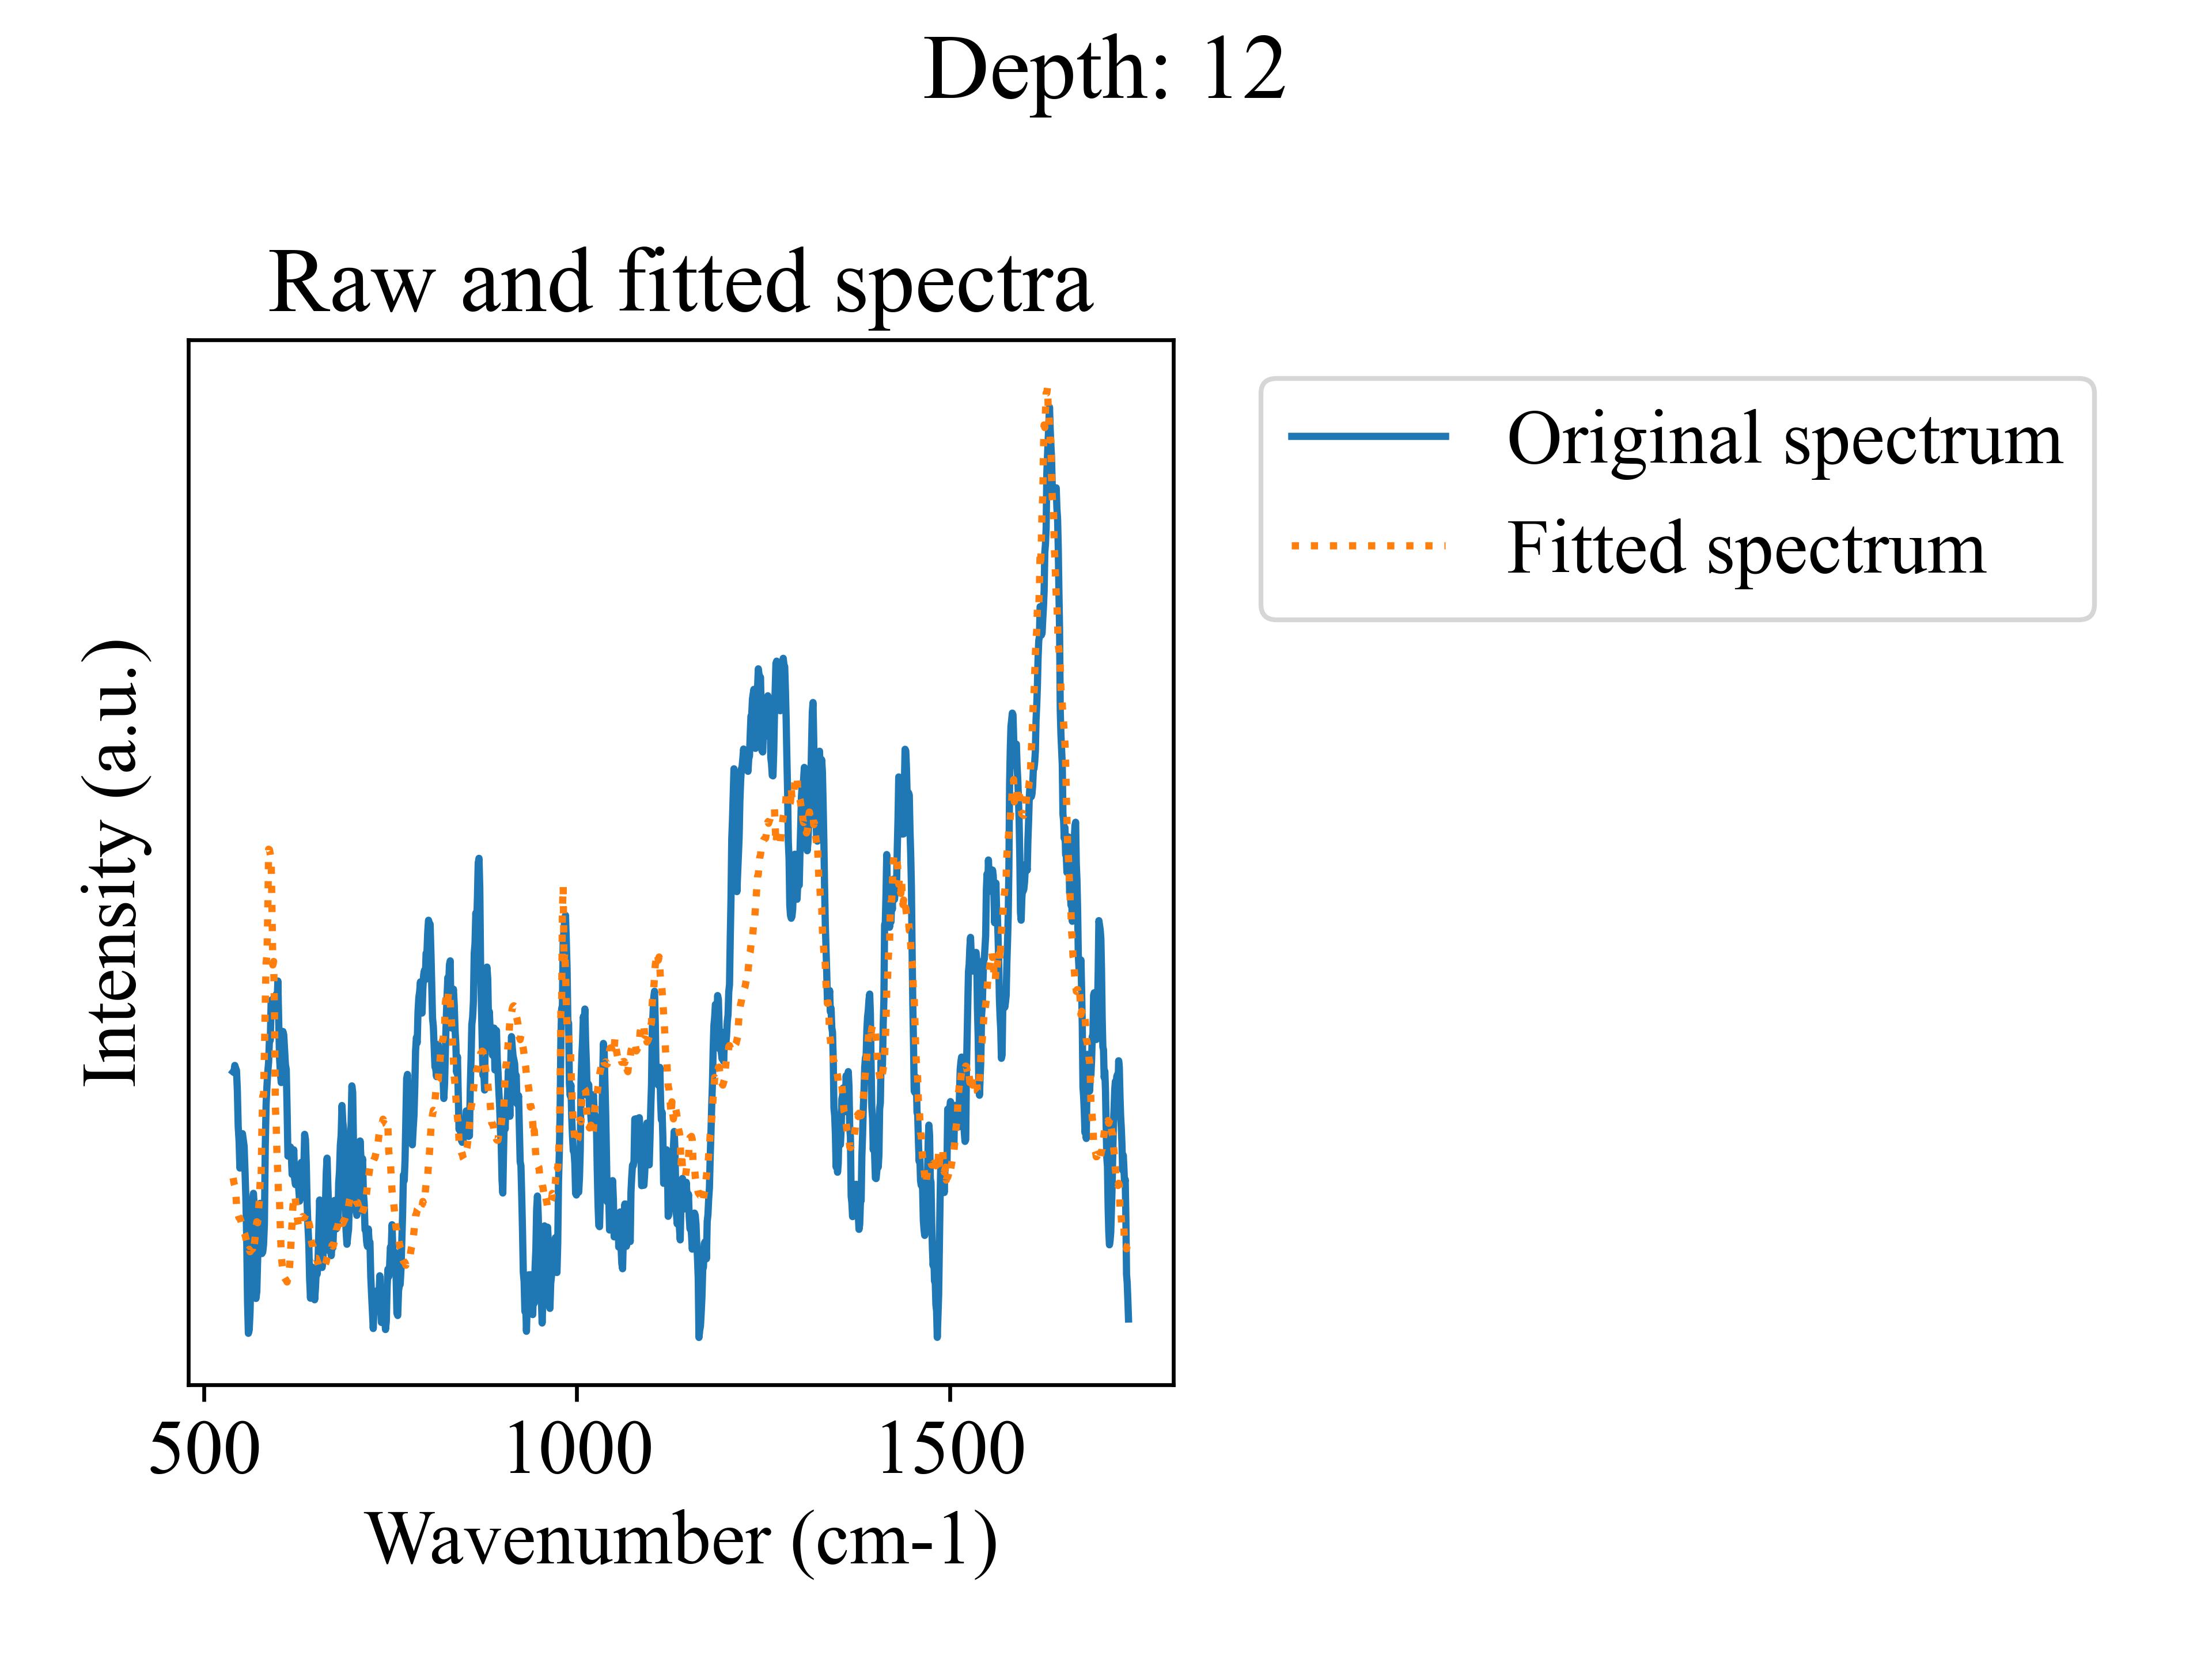 Depth: 12
Raw and fitted spectra
Original spectrum
Fitted spectrum
Intensity (a.u.)
500 1000 1500
Wavenumber (cm-1)